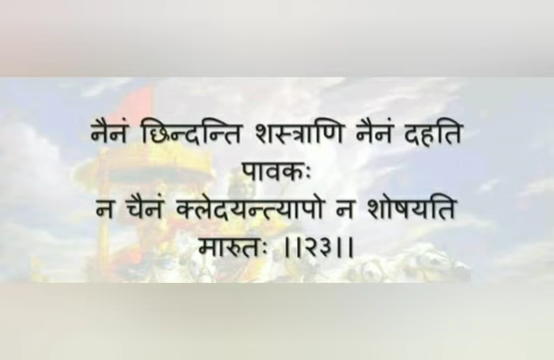 नैनं छिन्दन्ति शस्त्राणि नैनं दहति
पावकः
न चैनं क्लेदयन्त्यापो न शोषयति
मारुतः ।।२३।।